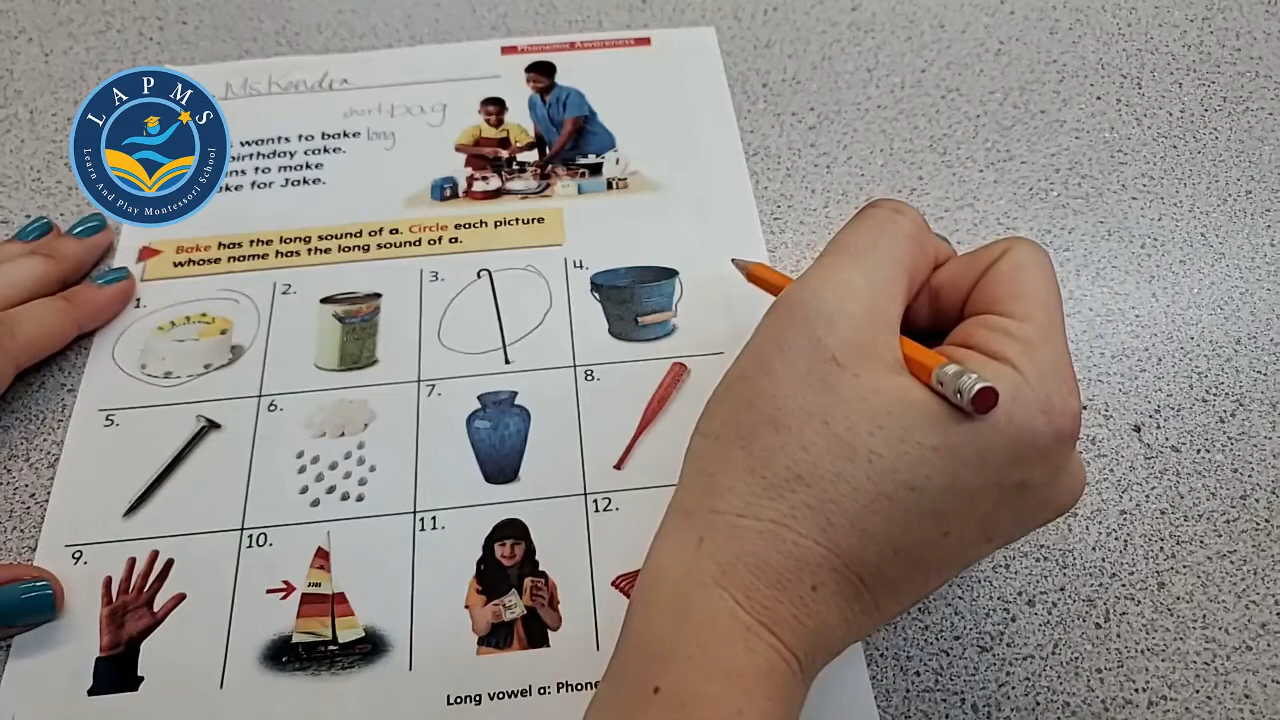 Phonemic Awareness
Ms Kendra
short - bag
wants to bake long
birthday cake.
ns to make
ke for Jake.
LAPMS
Learn And Play Montessori School
Bake has the long sound of a. Circle each picture
whose name has the long sound of a.
1. 2. 3. 4.
5. 6. 7. 8.
9. 10. 11. 12.
Long vowel a: Phone